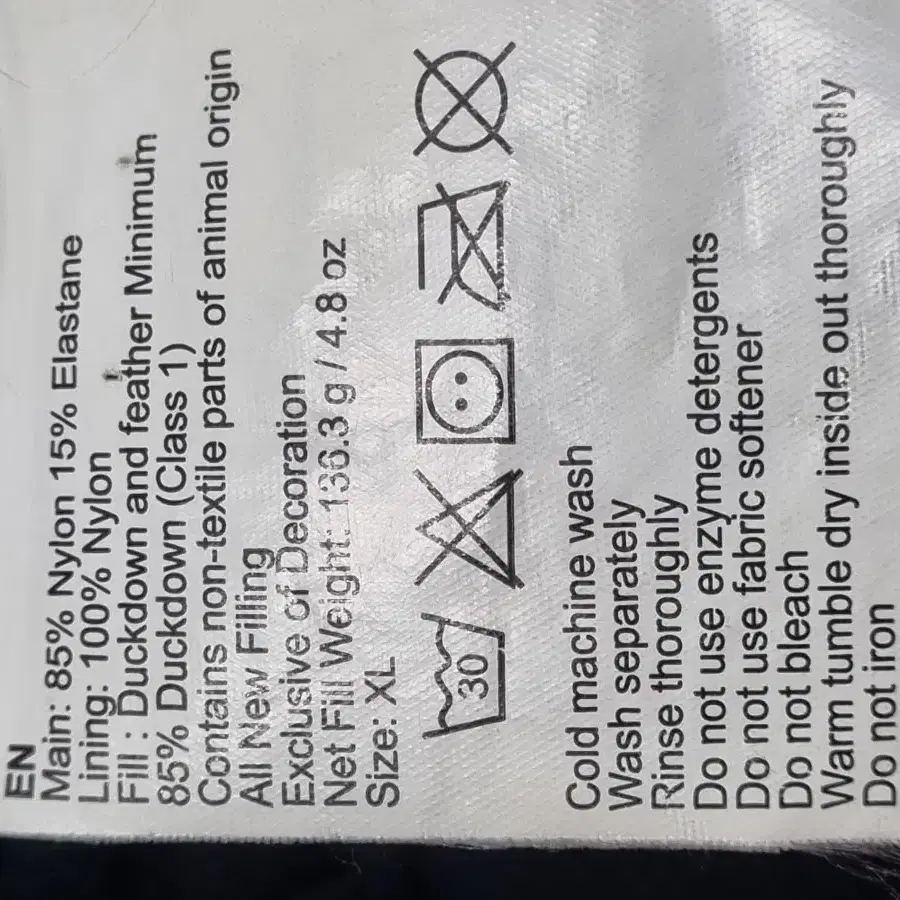 EN
Main: 85% Nylon 15% Elastane
Lining: 100% Nylon
Fill : Duckdown and feather Minimum
85% Duckdown (Class 1)
Contains non-textile parts of animal origin
All New Filling
Exclusive of Decoration
Net Fill Weight: 136.3 g / 4.8 oz
Size: XL
30
Cold machine wash
Wash separately
Rinse thoroughly
Do not use enzyme detergents
Do not use fabric softener
Do not bleach
Warm tumble dry inside out thoroughly
Do not iron